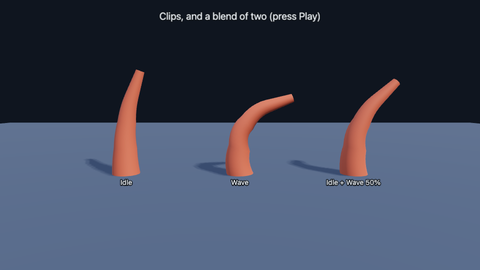 Clips, and a blend of two (press Play)
Idle
Wave
Idle + Wave 50%